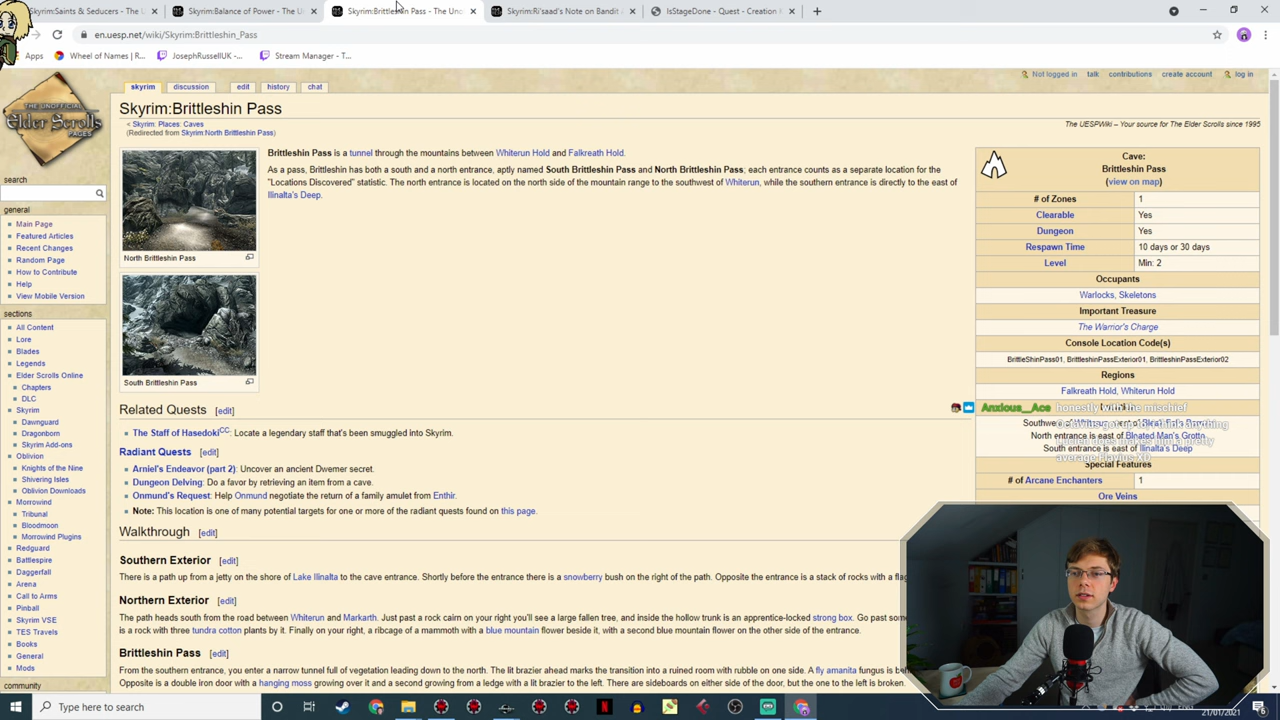 Skyrim:Saints & Seducers - The U
Skyrim:Balance of Power - The U
Skyrim:Brittleshin Pass - The Uno
Skyrim:Ri'saad's Note on Bandit
IsStageDone - Quest - Creation K
en.uesp.net/wiki/Skyrim:Brittleshin_Pass
Apps
Wheel of Names | R...
JosephRussellUK -...
Stream Manager - T...
Not logged in talk contributions create account log in
skyrim discussion edit history chat
Skyrim:Brittleshin Pass
The UESPWiki – Your source for The Elder Scrolls since 1995
< Skyrim: Places: Caves
(Redirected from Skyrim:North Brittleshin Pass)
THE UNOFFICIAL
Elder Scrolls
PAGES
search
general
Main Page
Featured Articles
Recent Changes
Random Page
How to Contribute
Help
View Mobile Version
sections
All Content
Lore
Blades
Legends
Elder Scrolls Online
Chapters
DLC
Skyrim
Dawnguard
Dragonborn
Skyrim Add-ons
Oblivion
Knights of the Nine
Shivering Isles
Oblivion Downloads
Morrowind
Tribunal
Bloodmoon
Morrowind Plugins
Redguard
Battlespire
Daggerfall
Arena
Call to Arms
Pinball
Skyrim VSE
TES Travels
Books
General
Mods
community
North Brittleshin Pass
South Brittleshin Pass
Brittleshin Pass is a tunnel through the mountains between Whiterun Hold and Falkreath Hold.
As a pass, Brittleshin has both a south and a north entrance, aptly named South Brittleshin Pass and North Brittleshin Pass; each entrance counts as a separate location for the
"Locations Discovered" statistic. The north entrance is located on the north side of the mountain range to the southwest of Whiterun, while the southern entrance is directly to the east of
Ilinalta's Deep.
Related Quests [edit]
The Staff of Hasedoki CC: Locate a legendary staff that's been smuggled into Skyrim.
Radiant Quests [edit]
Arniel's Endeavor (part 2): Uncover an ancient Dwemer secret.
Dungeon Delving: Do a favor by retrieving an item from a cave.
Onmund's Request: Help Onmund negotiate the return of a family amulet from Enthir.
Note: This location is one of many potential targets for one or more of the radiant quests found on this page.
Walkthrough [edit]
Southern Exterior [edit]
There is a path up from a jetty on the shore of Lake Ilinalta to the cave entrance. Shortly before the entrance there is a snowberry bush on the right of the path. Opposite the entrance is a stack of rocks with a flag
Northern Exterior [edit]
The path heads south from the road between Whiterun and Markarth. Just past a rock cairn on your right you'll see a large fallen tree, and inside the hollow trunk is an apprentice-locked strong box. Go past some
is a rock with three tundra cotton plants by it. Finally on your right, a ribcage of a mammoth with a blue mountain flower beside it, with a second blue mountain flower on the other side of the entrance.
Brittleshin Pass [edit]
From the southern entrance, you enter a narrow tunnel full of vegetation leading down to the north. The lit brazier ahead marks the transition into a ruined room with rubble on one side. A fly amanita fungus is
Opposite is a double iron door with a hanging moss growing over it and a second growing from a ledge with a lit brazier to the left. There are sideboards on either side of the door, but the one to the left is broken.
Cave:
Brittleshin Pass
(view on map)
# of Zones 1
Clearable Yes
Dungeon Yes
Respawn Time 10 days or 30 days
Level Min: 2
Occupants
Warlocks, Skeletons
Important Treasure
The Warrior's Charge
Console Location Code(s)
BrittleShinPass01, BrittleshinPassExterior01, BrittleshinPassExterior02
Regions
Falkreath Hold, Whiterun Hold
Anxious__Ace honestly with the mischief
North entrance is east of Bloated Man's Grotto
South entrance is east of Ilinalta's Deep
average
Special Features
# of Arcane Enchanters 1
Ore Veins
Type here to search
21/01/2021